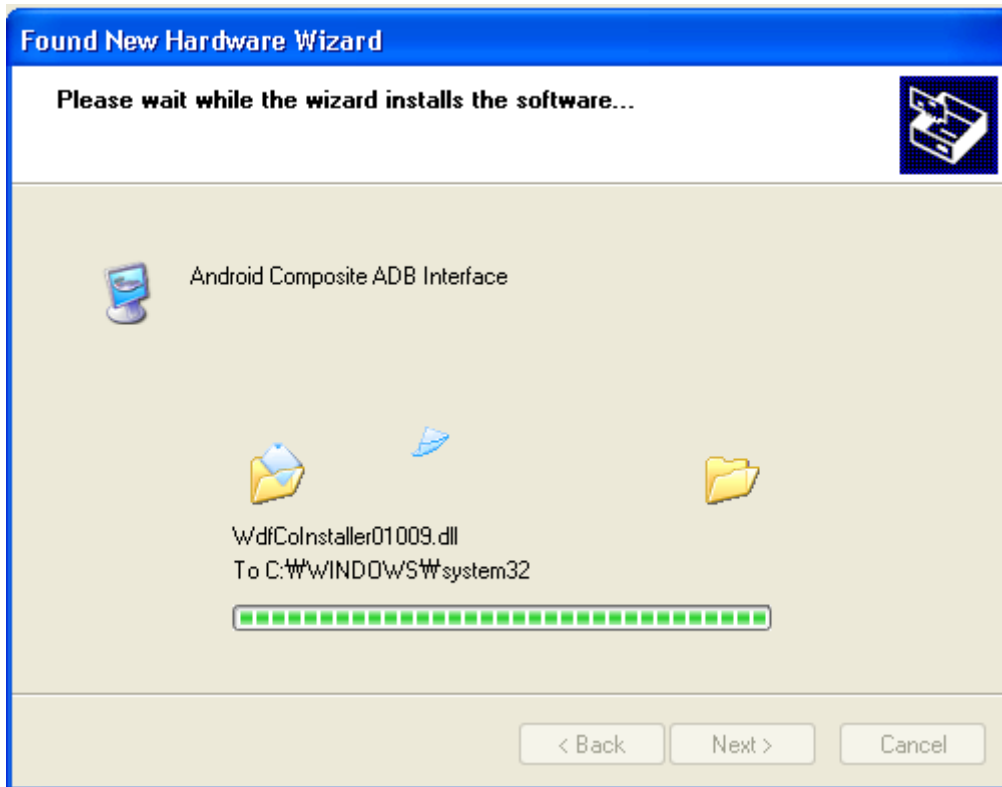 Found New Hardware Wizard
Please wait while the wizard installs the software...
Android Composite ADB Interface
WdfCoInstaller01009.dll
To C:₩WINDOWS₩system32
< Back
Next >
Cancel